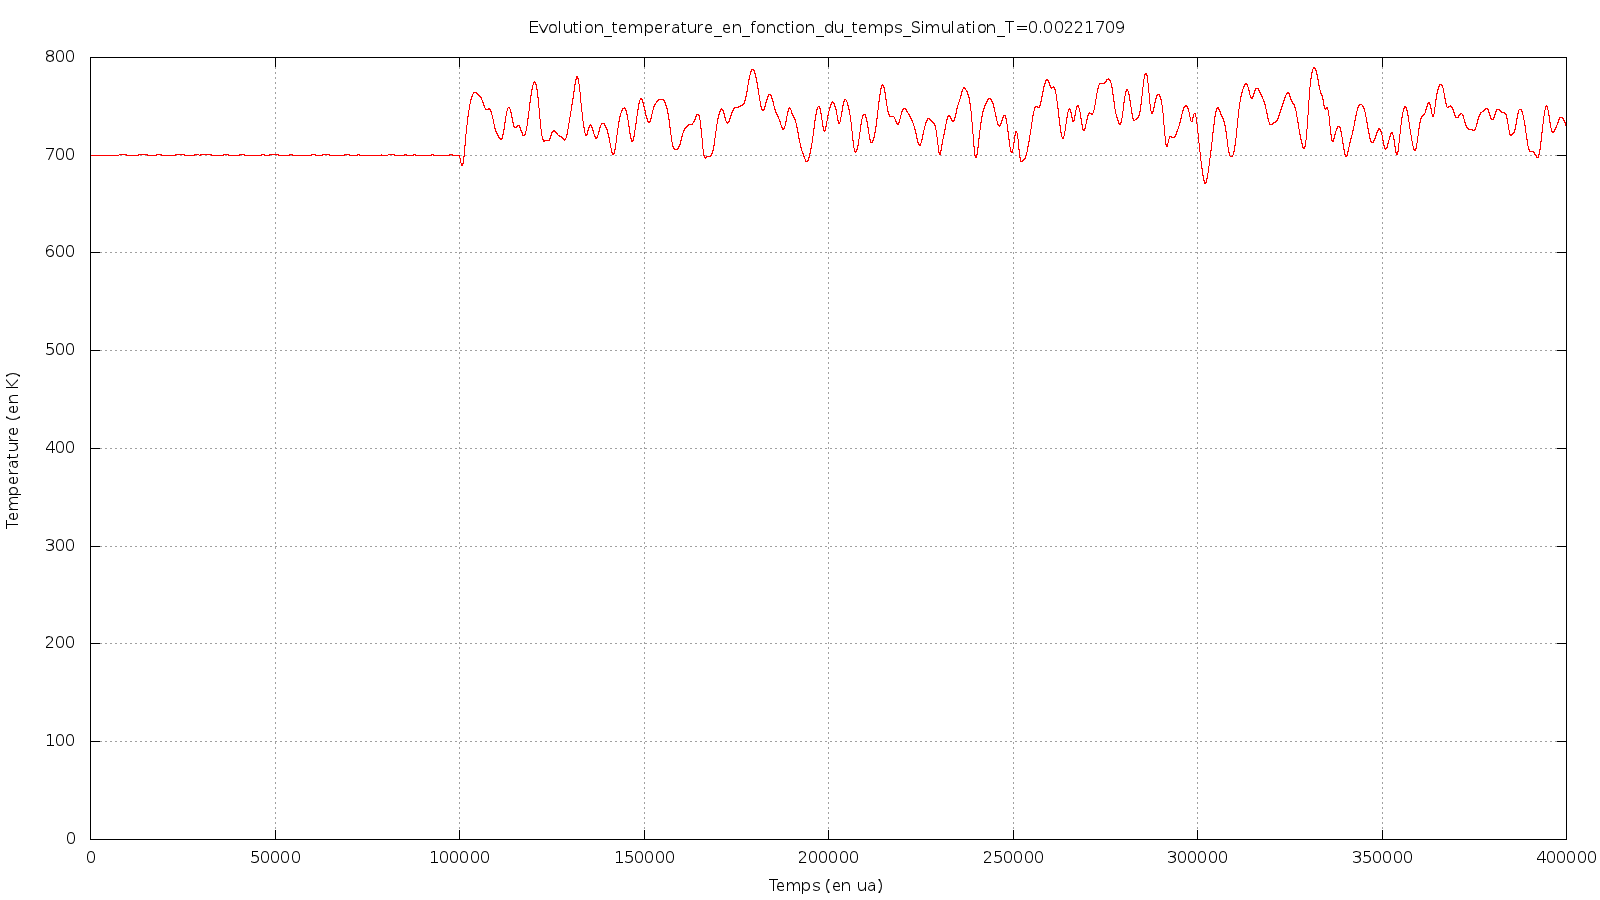 Evolution_temperature_en_fonction_du_temps_Simulation_T=0.00221709
800
700
600
500
400
300
200
100
0
Temperature (en K)
0 50000 100000 150000 200000 250000 300000 350000 400000
Temps (en ua)